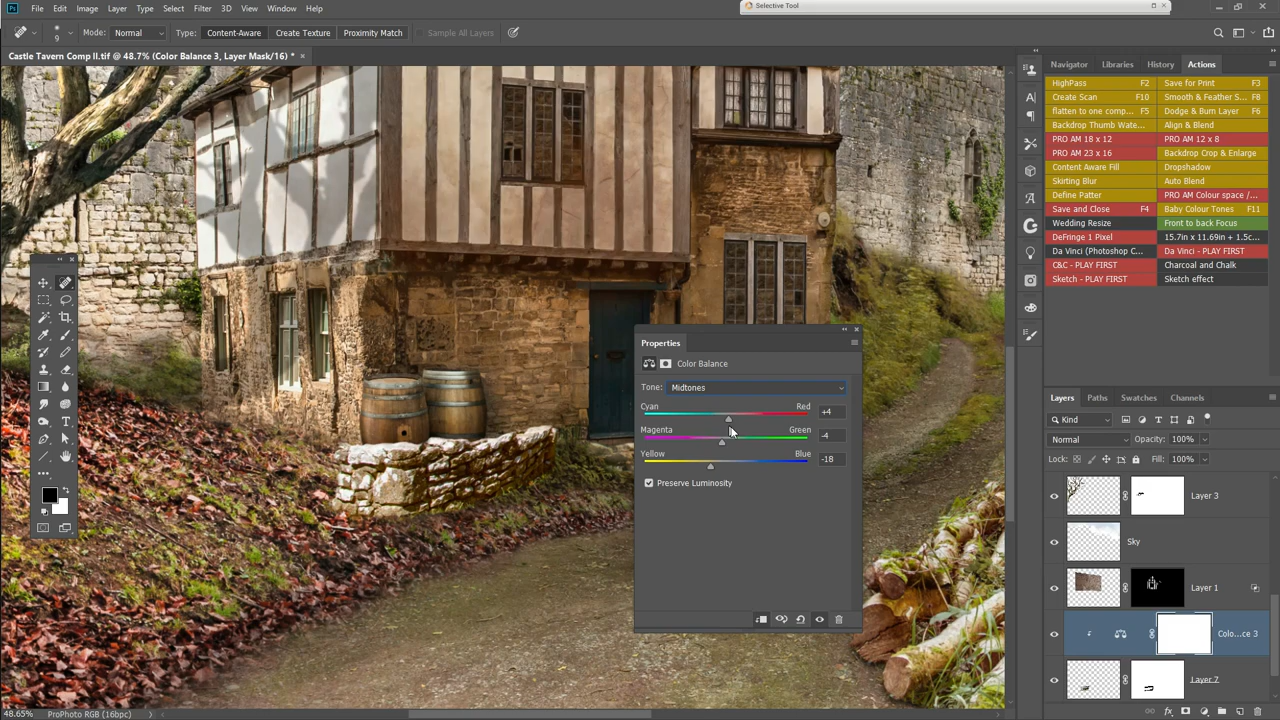 Ps File Edit Image Layer Type Select Filter 3D View Window Help
Selective Tool
9 Mode: Normal Type: Content-Aware Create Texture Proximity Match Sample All Layers
Castle Tavern Comp II.tif @ 48.7% (Color Balance 3, Layer Mask/16) *
Navigator Libraries History Actions
HighPass F2 Save for Print F3
Create Scan F10 Smooth & Feather S... F8
flatten to one comp... F5 Dodge & Burn Layer F6
Backdrop Thumb Wate... Align & Blend
PRO AM 18 x 12 PRO AM 12 x 8
PRO AM 23 x 16 Backdrop Crop & Enlarge
Content Aware Fill Dropshadow
Skirting Blur Auto Blend
Define Patter PRO AM Colour space /...
Save and Close F4 Baby Colour Tones F11
Wedding Resize Front to back Focus
DeFringe 1 Pixel 15.7in x 11.69in + 1.5c...
Da Vinci (Photoshop C... Da Vinci - PLAY FIRST
C&C - PLAY FIRST Charcoal and Chalk
Sketch - PLAY FIRST Sketch effect
Properties
Color Balance
Tone: Midtones
Cyan Red +4
Magenta Green -4
Yellow Blue -18
Preserve Luminosity
Layers Paths Swatches Channels
Kind
Normal Opacity: 100%
Lock: Fill: 100%
Layer 3
Sky
Layer 1
Colo...ce 3
Layer 7
48.65% ProPhoto RGB (16bpc)